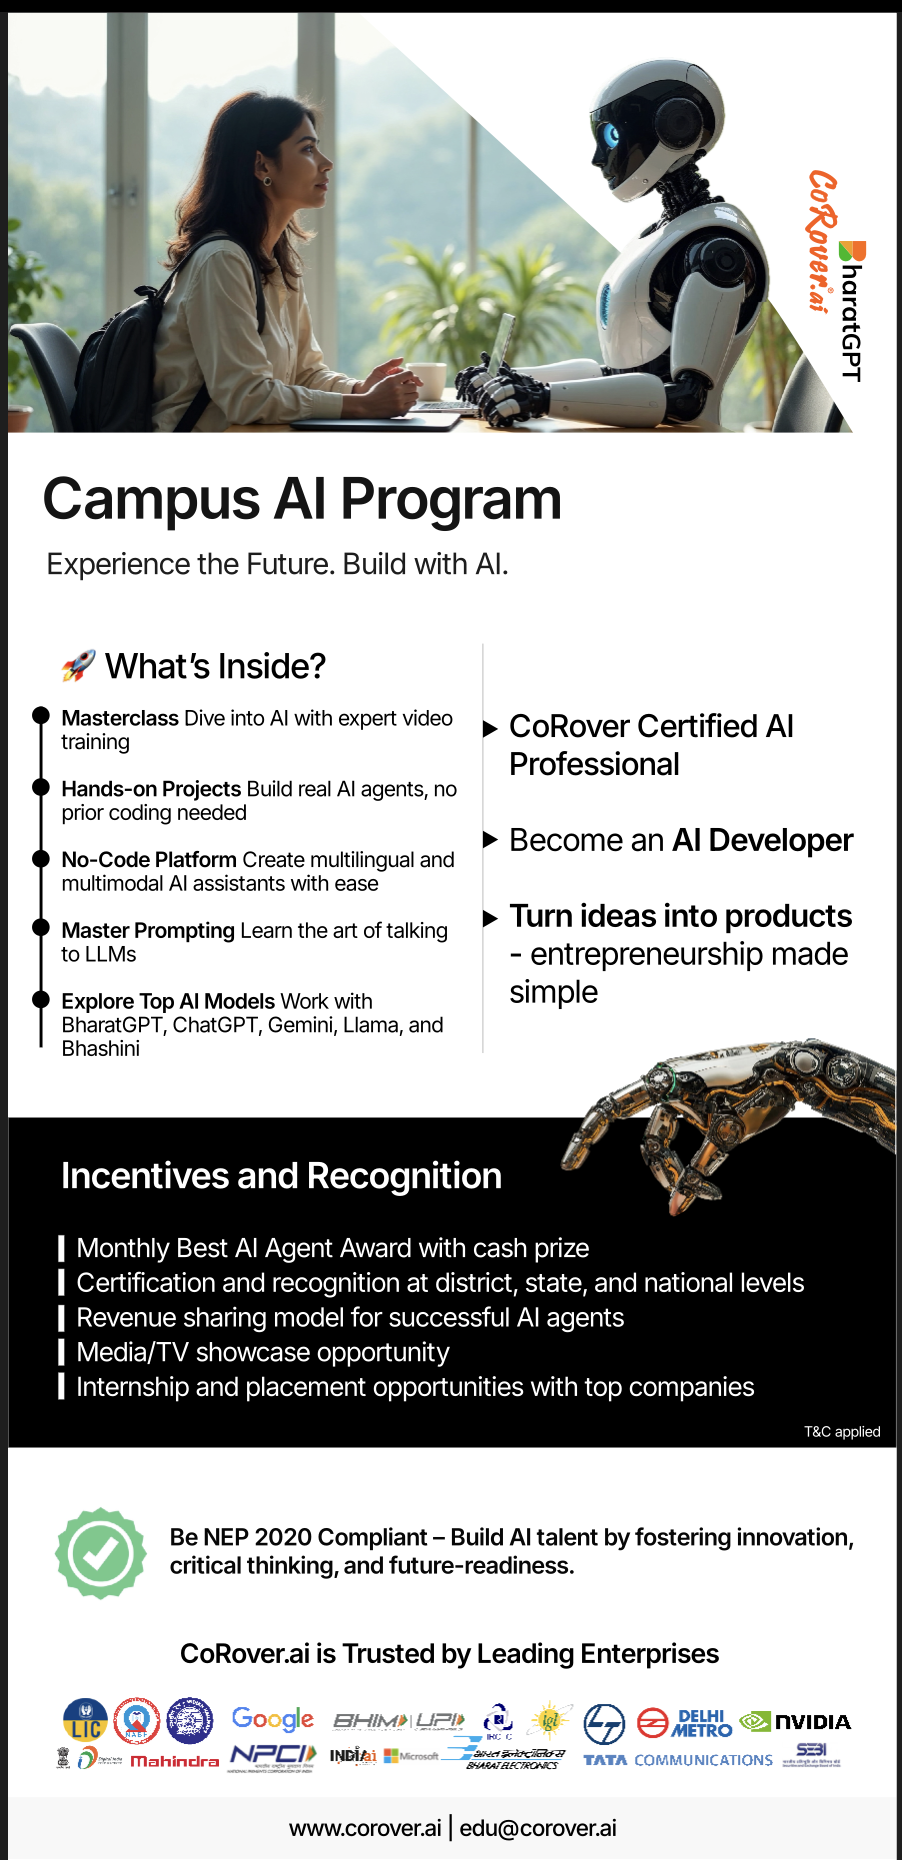 CoRover.ai
BharatGPT
Campus AI Program
Experience the Future. Build with AI.
🚀 What's Inside?
Masterclass Dive into AI with expert video
training
Hands-on Projects Build real AI agents, no
prior coding needed
No-Code Platform Create multilingual and
multimodal AI assistants with ease
Master Prompting Learn the art of talking
to LLMs
Explore Top AI Models Work with
BharatGPT, ChatGPT, Gemini, Llama, and
Bhashini
CoRover Certified AI
Professional
Become an AI Developer
Turn ideas into products
- entrepreneurship made
simple
Incentives and Recognition
Monthly Best AI Agent Award with cash prize
Certification and recognition at district, state, and national levels
Revenue sharing model for successful AI agents
Media/TV showcase opportunity
Internship and placement opportunities with top companies
T&C applied
Be NEP 2020 Compliant – Build AI talent by fostering innovation,
critical thinking, and future-readiness.
CoRover.ai is Trusted by Leading Enterprises
LIC
Google
BHIM | UPI
igl
DELHI
METRO
NVIDIA
Digital India
Mahindra
NPCI
INDIAai
Microsoft
BHARAT ELECTRONICS
TATA COMMUNICATIONS
SEBI
www.corover.ai | edu@corover.ai